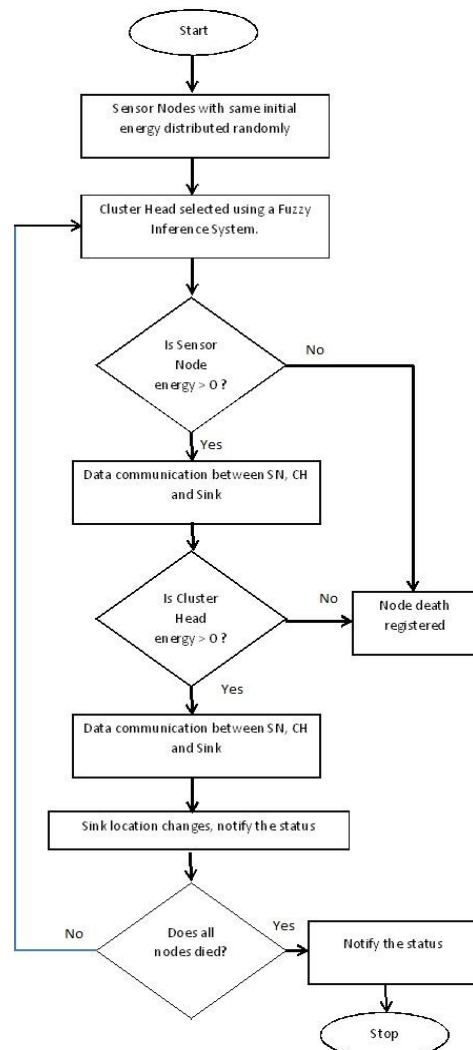 Start
Sensor Nodes with same initial
energy distributed randomly
Cluster Head selected using a Fuzzy
Inference System.
Is Sensor
Node
energy > 0 ?
No
Yes
Data communication between SN, CH
and Sink
Is Cluster
Head
energy > 0 ?
No
Node death
registered
Yes
Data communication between SN, CH
and Sink
Sink location changes, notify the status
Does all
nodes died?
No
Yes
Notify the status
Stop